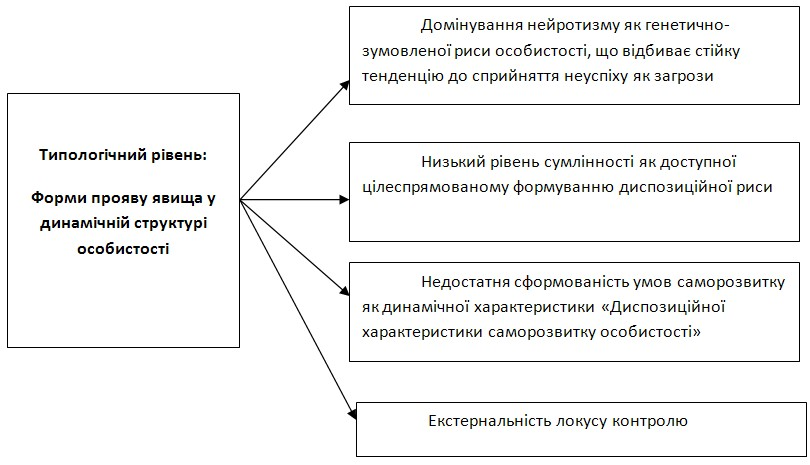 Типологічний рівень:
Форми прояву явища у
динамічній структурі
особистості
Домінування нейротизму як генетично-
зумовленої риси особистості, що відбиває стійку
тенденцію до сприйняття неуспіху як загрози
Низький рівень сумлінності як доступної
цілеспрямованому формуванню диспозиційної риси
Недостатня сформованість умов саморозвитку
як динамічної характеристики «Диспозиційної
характеристики саморозвитку особистості»
Екстернальність локусу контролю